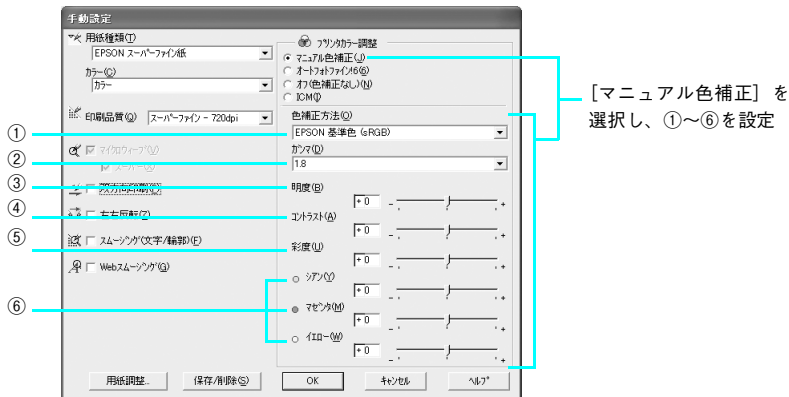 手動設定
用紙種類(T)
EPSON スーパーファイン紙
カラー(C)
カラー
印刷品質(Q)
スーパーファイン - 720dpi
マイクロウィーブ(V)
スーパー(X)
双方向印刷(D)
左右反転(Z)
スムージング(文字/輪郭)(F)
Webスムージング(G)
プリンタカラー調整
マニュアル色補正(J)
オートフォトファイン!6(6)
オフ(色補正なし)(N)
ICM(I)
色補正方法(O)
EPSON 基準色 (sRGB)
ガンマ(D)
1.8
明度(B)
+ 0 - +
コントラスト(A)
+ 0 - +
彩度(U)
+ 0 - +
シアン(Y)
+ 0 - +
マゼンタ(M)
+ 0 - +
イエロー(W)
+ 0 - +
用紙調整...
保存/削除(S)
OK
キャンセル
ヘルプ
①
②
③
④
⑤
⑥
[マニュアル色補正] を
選択し、①~⑥を設定